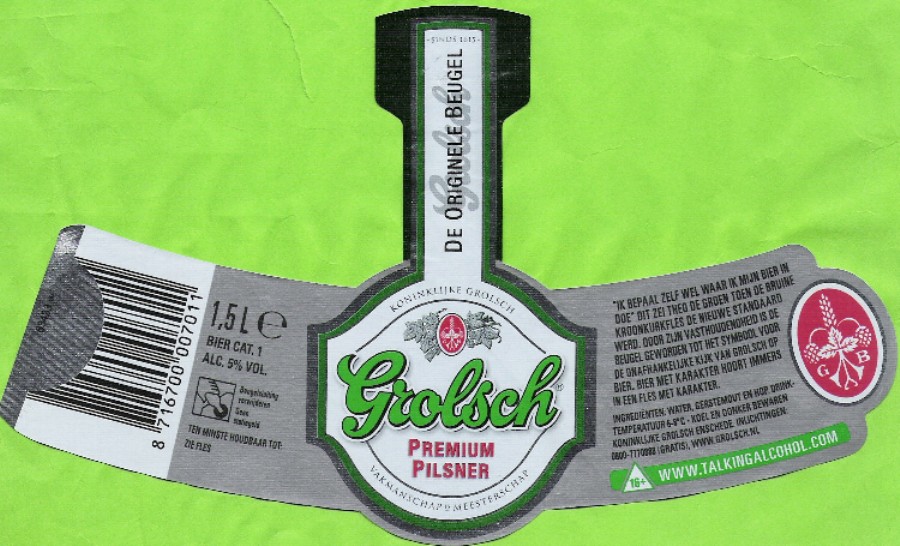 SINDS 1615
DE ORIGINELE BEUGEL
Grolsch
KONINKLIJKE GROLSCH
Grolsch®
PREMIUM
PILSNER
VAKMANSCHAP & MEESTERSCHAP
8 716700 007011
1,5 L e
BIER CAT. 1
ALC. 5% VOL.
Beugelsluiting
verwijderen
Geen
statiegeld
TEN MINSTE HOUDBAAR TOT:
ZIE FLES
"IK BEPAAL ZELF WEL WAAR IK MIJN BIER IN
DOE" DIT ZEI THEO DE GROEN TOEN DE BRUINE
KROONKURKFLES DE NIEUWE STANDAARD
WERD. DOOR ZIJN VASTHOUDENDHEID IS DE
BEUGEL GEWORDEN TOT HET SYMBOOL VOOR
DE ONAFHANKELIJKE KIJK VAN GROLSCH OP
BIER. BIER MET KARAKTER HOORT IMMERS
IN EEN FLES MET KARAKTER.
INGREDIENTEN: WATER, GERSTEMOUT EN HOP. DRINK-
TEMPERATUUR 6-8°C - KOEL EN DONKER BEWAREN
KONINKLIJKE GROLSCH ENSCHEDE. INLICHTINGEN:
0800-7170888 (GRATIS), WWW.GROLSCH.NL
G B
16+ WWW.TALKINGALCOHOL.COM